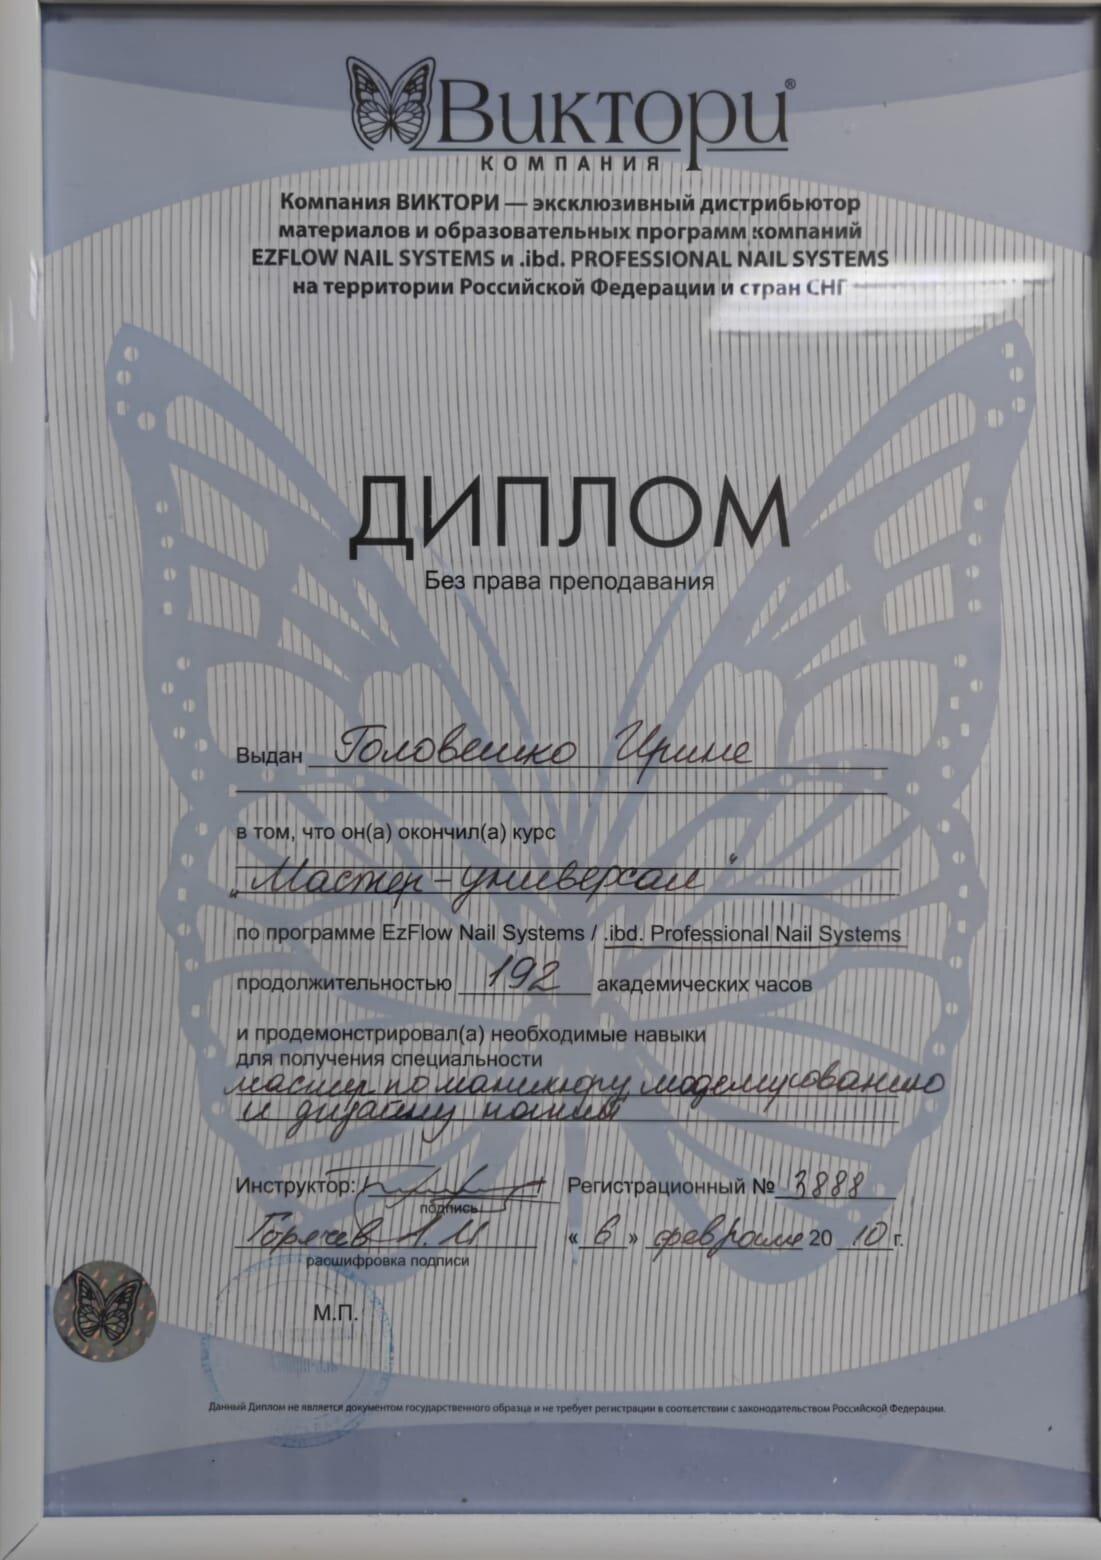 Виктори®
КОМПАНИЯ
Компания ВИКТОРИ — эксклюзивный дистрибьютор
материалов и образовательных программ компаний
EZFLOW NAIL SYSTEMS и .ibd. PROFESSIONAL NAIL SYSTEMS
на территории Российской Федерации и стран СНГ
ДИПЛОМ
Без права преподавания
Выдан Головешко Ирине
в том, что он(а) окончил(а) курс
„Мастер-универсал“
по программе EzFlow Nail Systems / .ibd. Professional Nail Systems
продолжительностью 192 академических часов
и продемонстрировал(а) необходимые навыки
для получения специальности
мастер по маникюру, моделированию
и дизайну ногтей
Инструктор: Регистрационный № 3888
подпись
Горячев А.И «6» февраля 2010 г.
расшифровка подписи
М.П.
Данный Диплом не является документом государственного образца и не требует регистрации в соответствии с законодательством Российской Федерации.